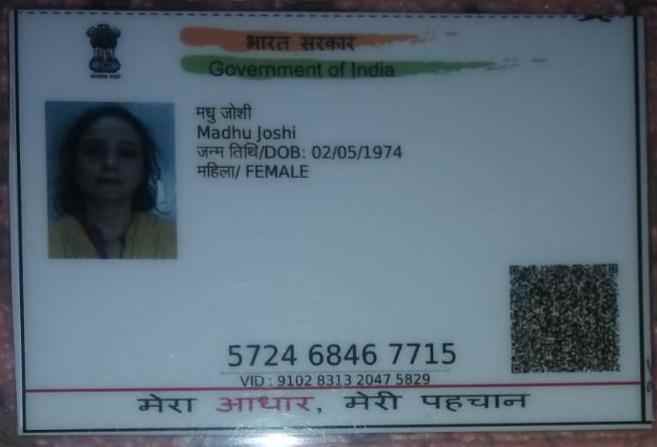 भारत सरकार
Government of India
मधु जोशी
Madhu Joshi
जन्म तिथि/DOB: 02/05/1974
महिला/ FEMALE
5724 6846 7715
VID : 9102 8313 2047 5829
मेरा आधार, मेरी पहचान